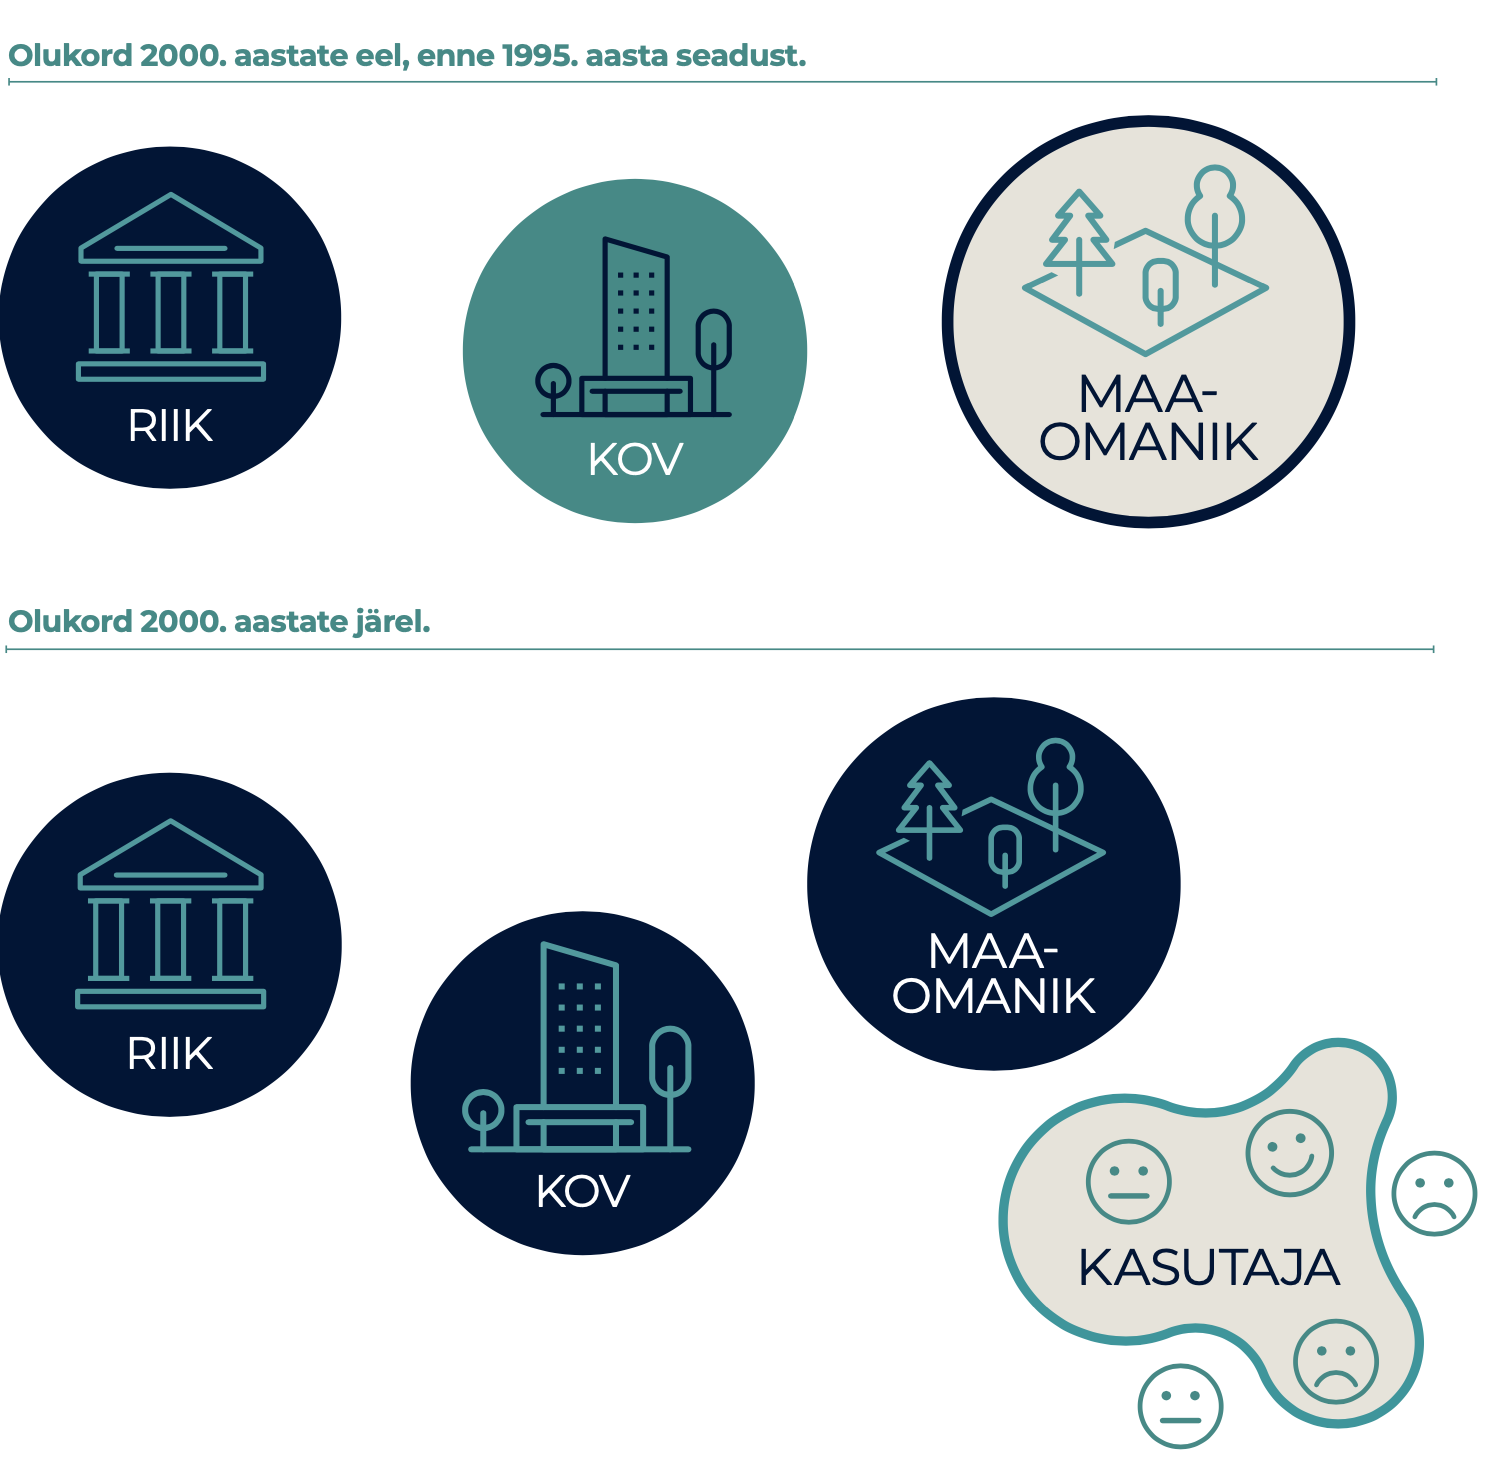 Olukord 2000. aastate eel, enne 1995. aasta seadust.
RIIK
KOV
MAA-
OMANIK
Olukord 2000. aastate järel.
RIIK
KOV
MAA-
OMANIK
KASUTAJA